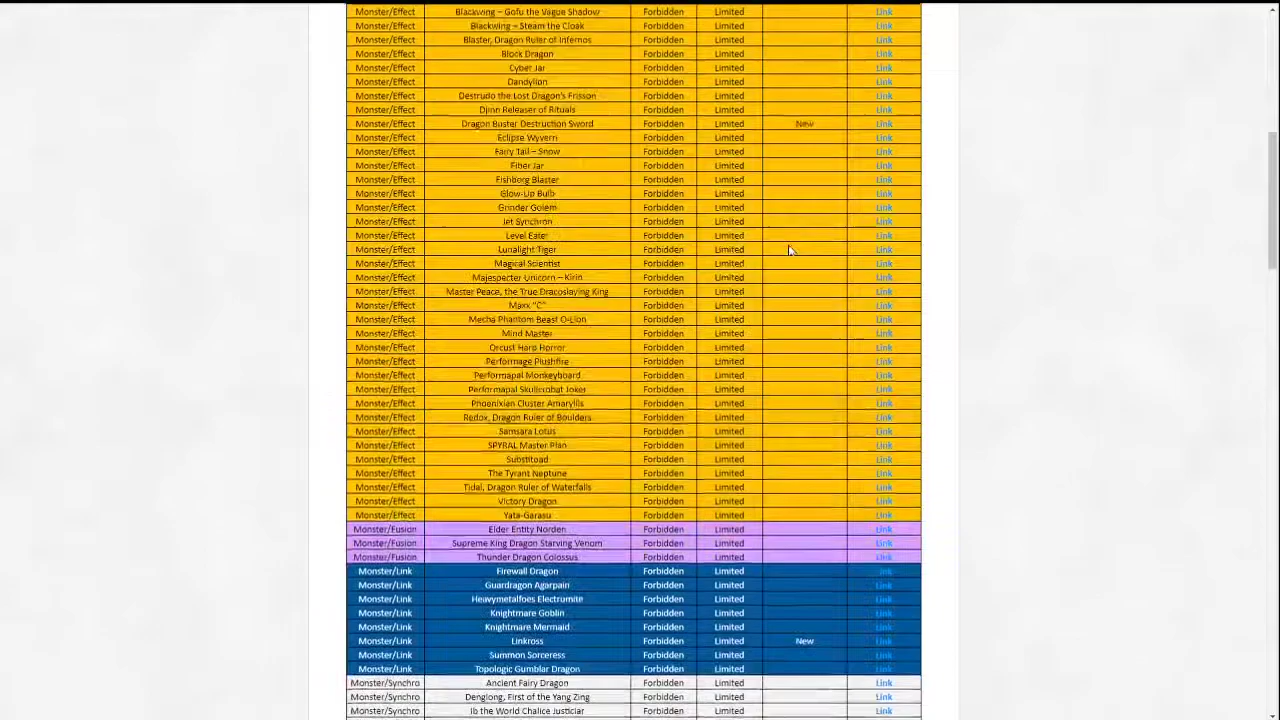 Monster/Effect Blackwing – Gofu the Vague Shadow Forbidden Limited Link
Monster/Effect Blackwing – Steam the Cloak Forbidden Limited Link
Monster/Effect Blaster, Dragon Ruler of Infernos Forbidden Limited Link
Monster/Effect Block Dragon Forbidden Limited Link
Monster/Effect Cyber Jar Forbidden Limited Link
Monster/Effect Dandylion Forbidden Limited Link
Monster/Effect Destrudo the Lost Dragon's Frisson Forbidden Limited Link
Monster/Effect Djinn Releaser of Rituals Forbidden Limited Link
Monster/Effect Dragon Buster Destruction Sword Forbidden Limited New Link
Monster/Effect Eclipse Wyvern Forbidden Limited Link
Monster/Effect Fairy Tail – Snow Forbidden Limited Link
Monster/Effect Fiber Jar Forbidden Limited Link
Monster/Effect Fishborg Blaster Forbidden Limited Link
Monster/Effect Glow-Up Bulb Forbidden Limited Link
Monster/Effect Grinder Golem Forbidden Limited Link
Monster/Effect Jet Synchron Forbidden Limited Link
Monster/Effect Level Eater Forbidden Limited Link
Monster/Effect Lunalight Tiger Forbidden Limited Link
Monster/Effect Magical Scientist Forbidden Limited Link
Monster/Effect Majespecter Unicorn – Kirin Forbidden Limited Link
Monster/Effect Master Peace, the True Dracoslaying King Forbidden Limited Link
Monster/Effect Maxx "C" Forbidden Limited Link
Monster/Effect Mecha Phantom Beast O-Lion Forbidden Limited Link
Monster/Effect Mind Master Forbidden Limited Link
Monster/Effect Orcust Harp Horror Forbidden Limited Link
Monster/Effect Performage Plushfire Forbidden Limited Link
Monster/Effect Performapal Monkeyboard Forbidden Limited Link
Monster/Effect Performapal Skullcrobat Joker Forbidden Limited Link
Monster/Effect Phoenixian Cluster Amaryllis Forbidden Limited Link
Monster/Effect Redox, Dragon Ruler of Boulders Forbidden Limited Link
Monster/Effect Samsara Lotus Forbidden Limited Link
Monster/Effect SPYRAL Master Plan Forbidden Limited Link
Monster/Effect Substitoad Forbidden Limited Link
Monster/Effect The Tyrant Neptune Forbidden Limited Link
Monster/Effect Tidal, Dragon Ruler of Waterfalls Forbidden Limited Link
Monster/Effect Victory Dragon Forbidden Limited Link
Monster/Effect Yata-Garasu Forbidden Limited Link
Monster/Fusion Elder Entity Norden Forbidden Limited Link
Monster/Fusion Supreme King Dragon Starving Venom Forbidden Limited Link
Monster/Fusion Thunder Dragon Colossus Forbidden Limited Link
Monster/Link Firewall Dragon Forbidden Limited Link
Monster/Link Guardragon Agarpain Forbidden Limited Link
Monster/Link Heavymetalfoes Electrumite Forbidden Limited Link
Monster/Link Knightmare Goblin Forbidden Limited Link
Monster/Link Knightmare Mermaid Forbidden Limited Link
Monster/Link Linkross Forbidden Limited New Link
Monster/Link Summon Sorceress Forbidden Limited Link
Monster/Link Topologic Gumblar Dragon Forbidden Limited Link
Monster/Synchro Ancient Fairy Dragon Forbidden Limited Link
Monster/Synchro Denglong, First of the Yang Zing Forbidden Limited Link
Monster/Synchro Ib the World Chalice Justiciar Forbidden Limited Link